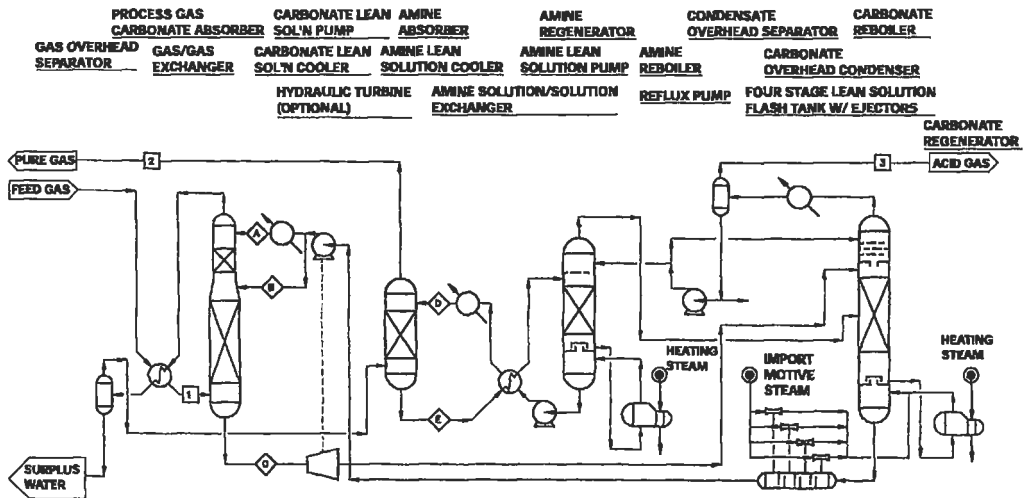 PROCESS GAS
CARBONATE ABSORBER
CARBONATE LEAN
SOL'N PUMP
AMINE
ABSORBER
AMINE
REGENERATOR
CONDENSATE
OVERHEAD SEPARATOR
CARBONATE
REBOILER
GAS OVERHEAD
SEPARATOR
GAS/GAS
EXCHANGER
CARBONATE LEAN
SOL'N COOLER
AMINE LEAN
SOLUTION COOLER
AMINE LEAN
SOLUTION PUMP
AMINE
REBOILER
CARBONATE
OVERHEAD CONDENSER
HYDRAULIC TURBINE
(OPTIONAL)
AMINE SOLUTION/SOLUTION
EXCHANGER
REFLUX PUMP
FOUR STAGE LEAN SOLUTION
FLASH TANK W/ EJECTORS
CARBONATE
REGENERATOR
PURE GAS
2
3
ACID GAS
FEED GAS
A
D
HEATING
STEAM
IMPORT
MOTIVE
STEAM
HEATING
STEAM
1
E
SURPLUS
WATER